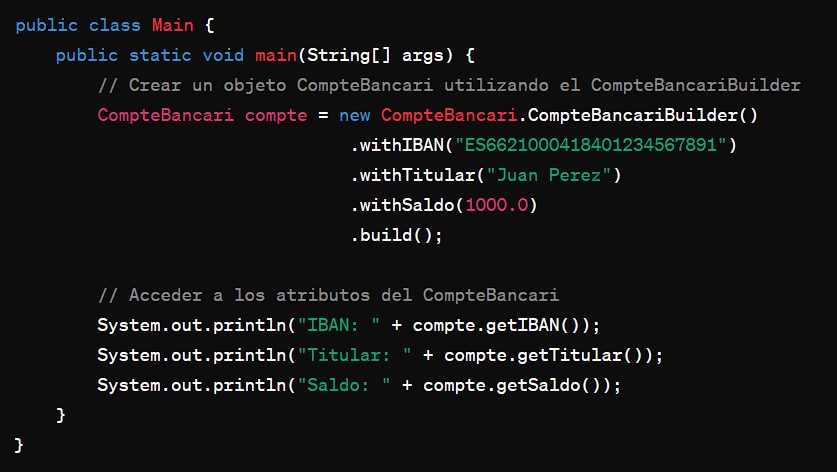 public class Main {
    public static void main(String[] args) {
        // Crear un objeto CompteBancari utilizando el CompteBancariBuilder
        CompteBancari compte = new CompteBancari.CompteBancariBuilder()
                                .withIBAN("ES6621000418401234567891")
                                .withTitular("Juan Perez")
                                .withSaldo(1000.0)
                                .build();

        // Acceder a los atributos del CompteBancari
        System.out.println("IBAN: " + compte.getIBAN());
        System.out.println("Titular: " + compte.getTitular());
        System.out.println("Saldo: " + compte.getSaldo());
    }
}